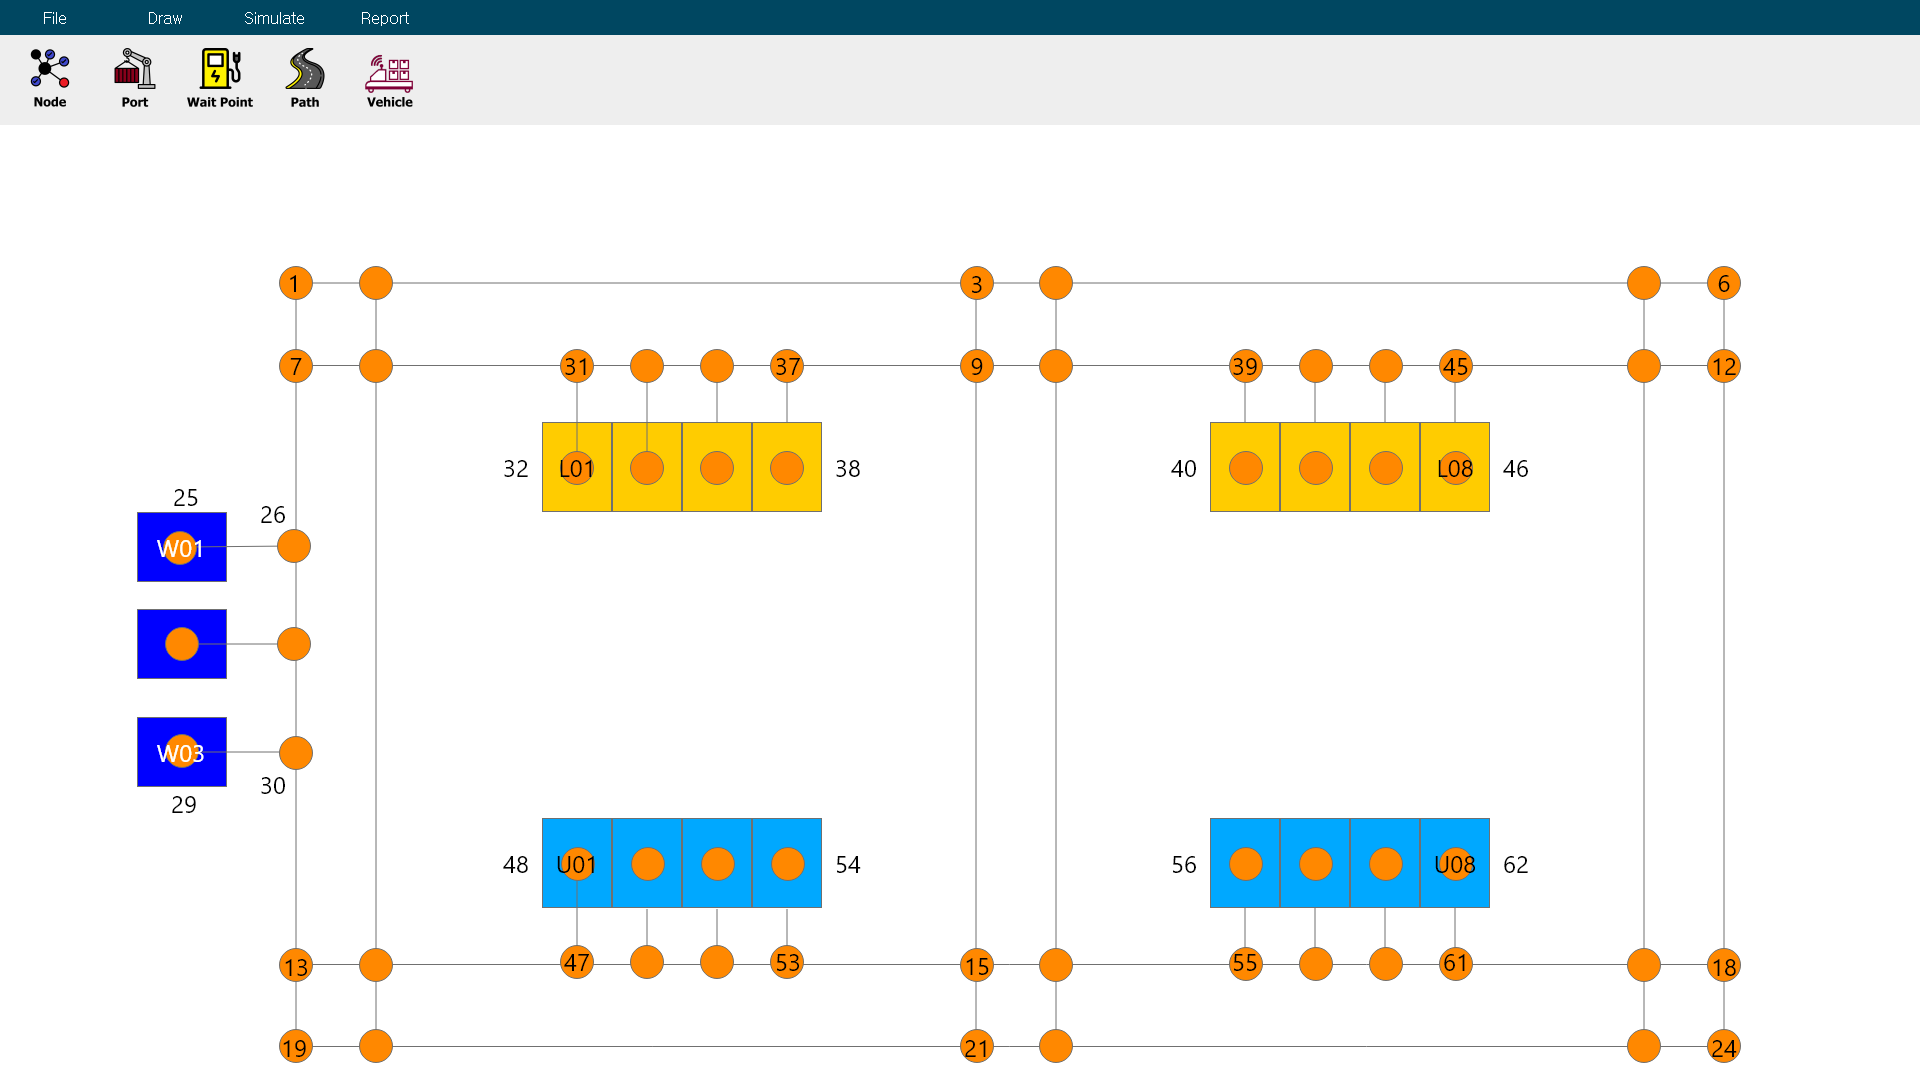 File Draw Simulate Report
Node Port Wait Point Path Vehicle
1 3 6
7 31 37 9 39 45 12
32 L01 38 40 L08 46
25
26
W01
W03
30
29
48 U01 54 56 U08 62
13 47 53 15 55 61 18
19 21 24